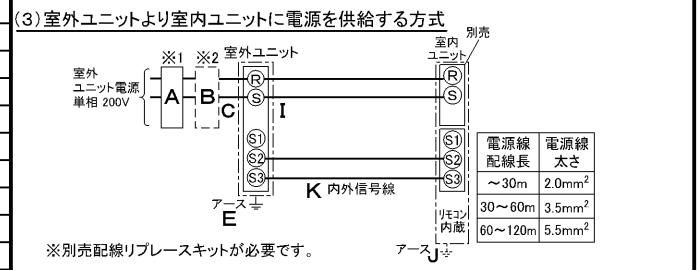 (3)室外ユニットより室内ユニットに電源を供給する方式
※1 ※2 室外ユニット
室内ユニット
別売
室外
ユニット電源
単相 200V
A
B
C
I
R
S
S1
S2
S3
R
S
S1
S2
S3
K 内外信号線
アース
E
リモコン
内蔵
アース
J
電源線配線長 電源線太さ
～30m 2.0mm²
30～60m 3.5mm²
60～120m 5.5mm²
※別売配線リプレースキットが必要です。